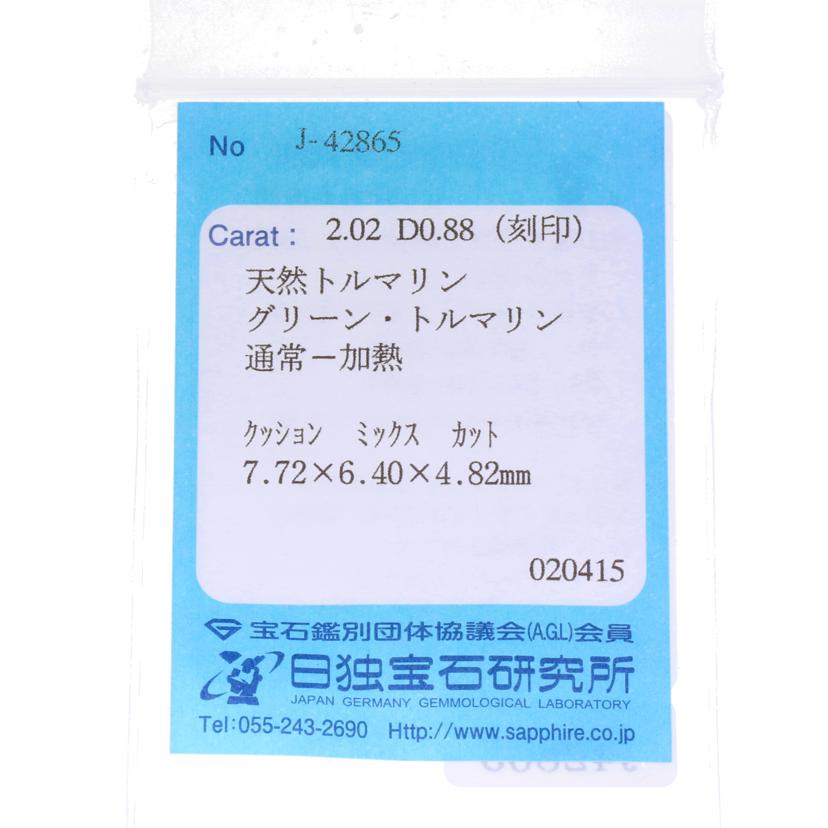 No J-42865
Carat: 2.02 D0.88 (刻印)
天然トルマリン
グリーン・トルマリン
通常－加熱
ｸｯｼｮﾝ ﾐｯｸｽ ｶｯﾄ
7.72×6.40×4.82mm
020415
宝石鑑別団体協議会(A.G.L)会員
日独宝石研究所
JAPAN GERMANY GEMMOLOGICAL LABORATORY
Tel:055-243-2690 Http://www.sapphire.co.jp